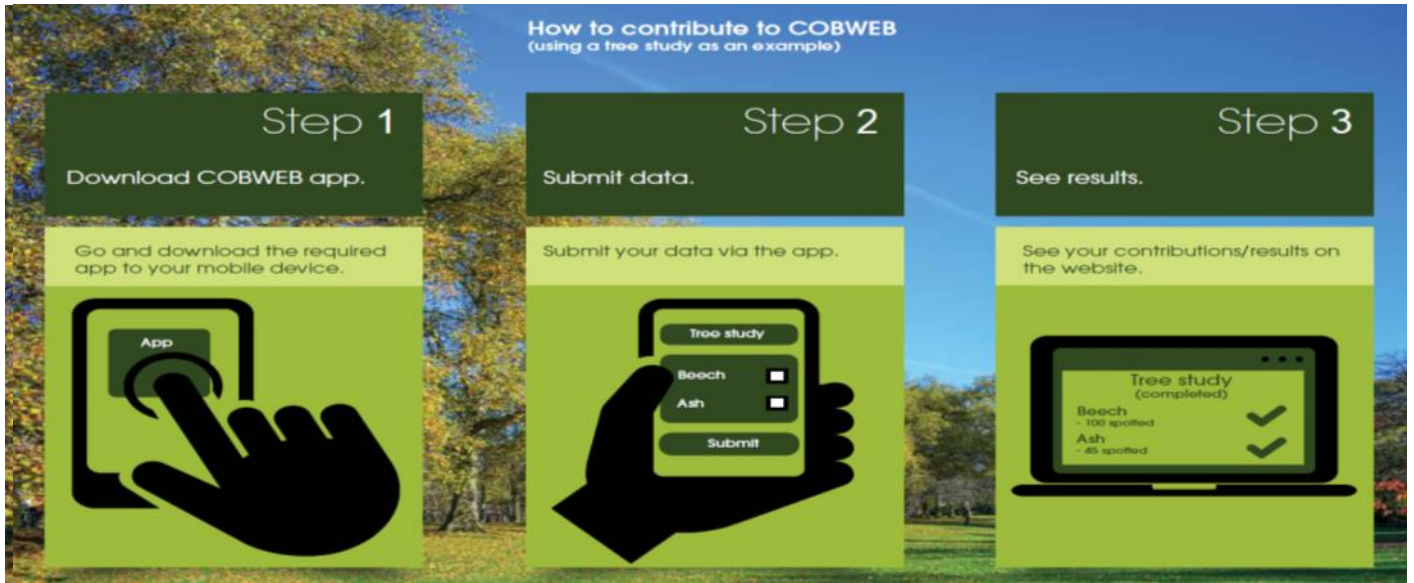 How to contribute to COBWEB
(using a tree study as an example)
Step 1
Download COBWEB app.
Go and download the required
app to your mobile device.
App
Step 2
Submit data.
Submit your data via the app.
Tree study
Beech
Ash
Submit
Step 3
See results.
See your contributions/results on
the website.
Tree study
(completed)
Beech
- 100 spotted
Ash
- 45 spotted